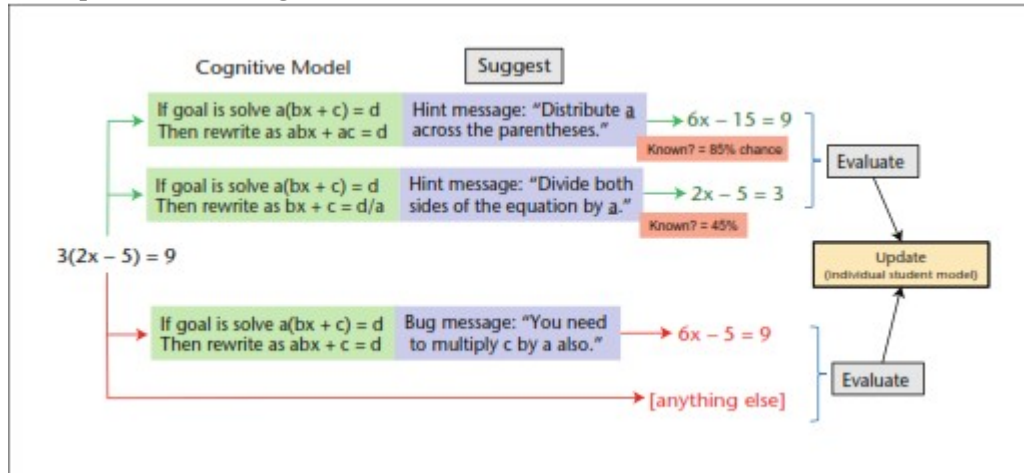 Cognitive Model
Suggest
If goal is solve a(bx + c) = d
Then rewrite as abx + ac = d
Hint message: “Distribute a
across the parentheses.”
6x – 15 = 9
Known? = 85% chance
Evaluate
If goal is solve a(bx + c) = d
Then rewrite as bx + c = d/a
Hint message: “Divide both
sides of the equation by a.”
2x – 5 = 3
Known? = 45%
3(2x – 5) = 9
Update
(individual student model)
If goal is solve a(bx + c) = d
Then rewrite as abx + c = d
Bug message: “You need
to multiply c by a also.”
6x – 5 = 9
Evaluate
[anything else]